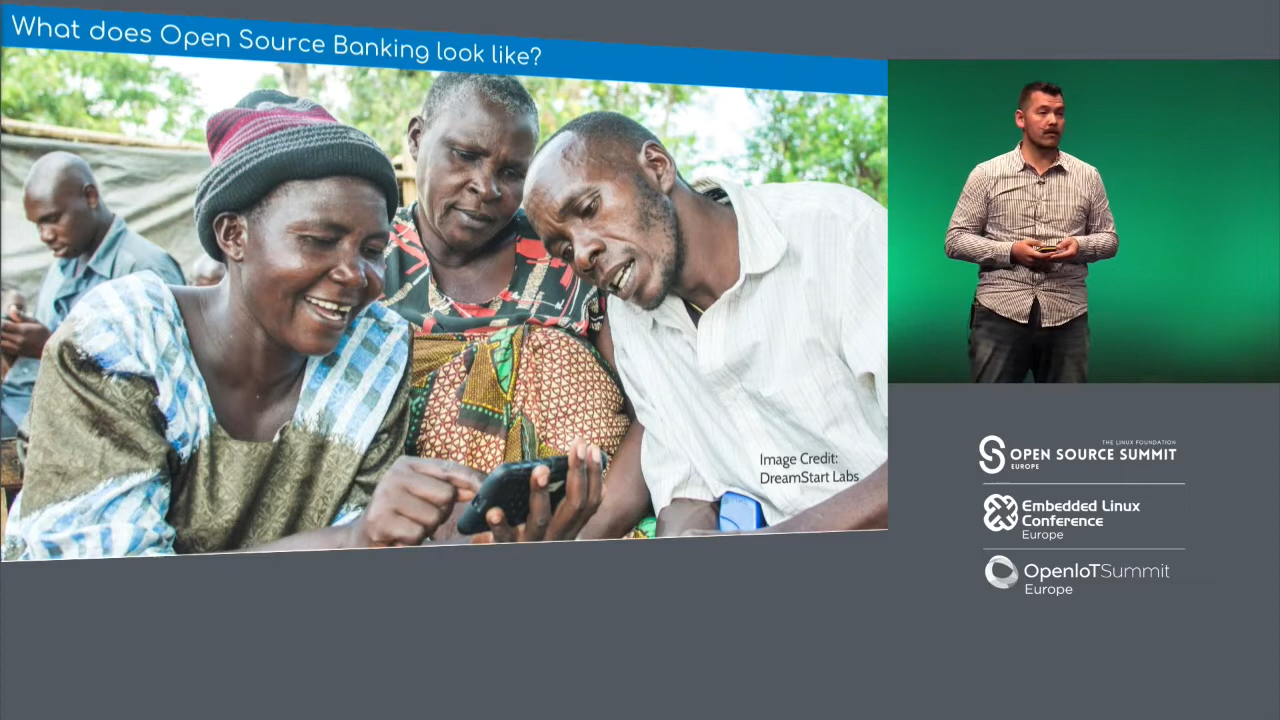 What does Open Source Banking look like?
Image Credit:
DreamStart Labs
THE LINUX FOUNDATION
OPEN SOURCE SUMMIT
EUROPE
Embedded Linux
Conference
Europe
OpenIoTSummit
Europe